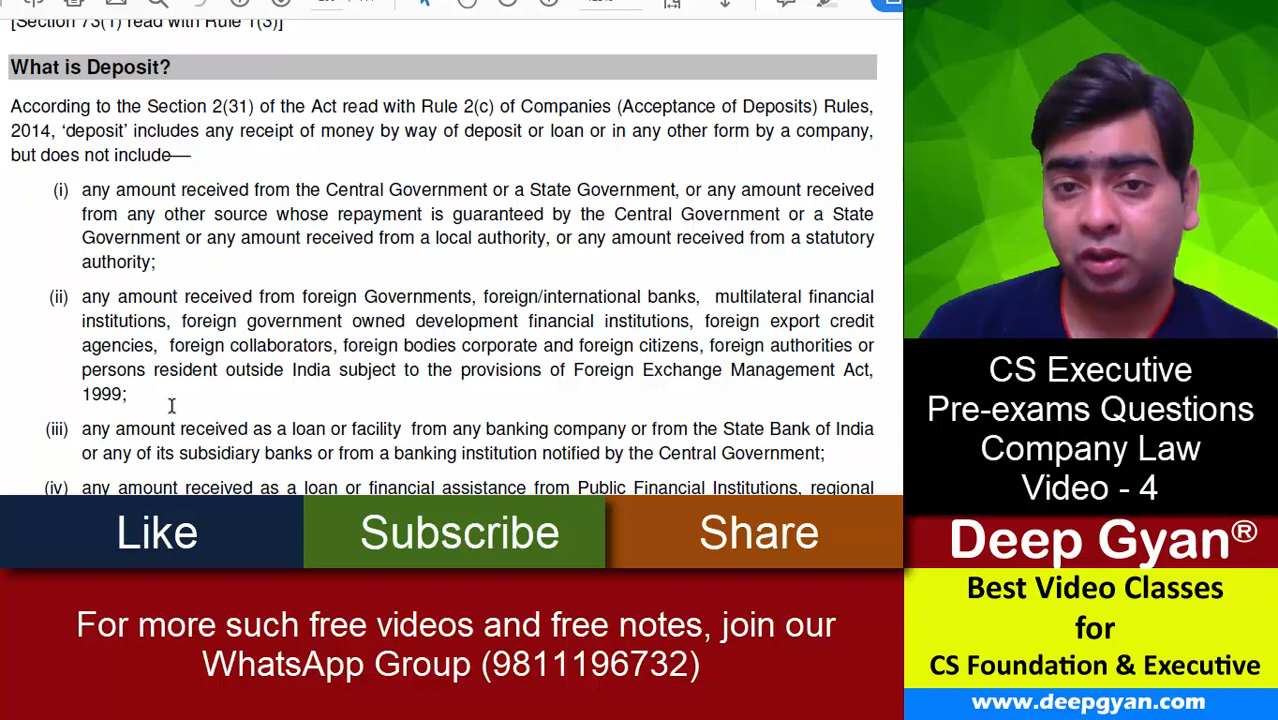 [Section 73(1) read with Rule 1(3)]
What is Deposit?
According to the Section 2(31) of the Act read with Rule 2(c) of Companies (Acceptance of Deposits) Rules,
2014, ‘deposit’ includes any receipt of money by way of deposit or loan or in any other form by a company,
but does not include—
(i) any amount received from the Central Government or a State Government, or any amount received
from any other source whose repayment is guaranteed by the Central Government or a State
Government or any amount received from a local authority, or any amount received from a statutory
authority;
(ii) any amount received from foreign Governments, foreign/international banks, multilateral financial
institutions, foreign government owned development financial institutions, foreign export credit
agencies, foreign collaborators, foreign bodies corporate and foreign citizens, foreign authorities or
persons resident outside India subject to the provisions of Foreign Exchange Management Act,
1999;
(iii) any amount received as a loan or facility from any banking company or from the State Bank of India
or any of its subsidiary banks or from a banking institution notified by the Central Government;
(iv) any amount received as a loan or financial assistance from Public Financial Institutions, regional
Like
Subscribe
Share
For more such free videos and free notes, join our
WhatsApp Group (9811196732)
CS Executive
Pre-exams Questions
Company Law
Video - 4
Deep Gyan®
Best Video Classes
for
CS Foundation & Executive
www.deepgyan.com